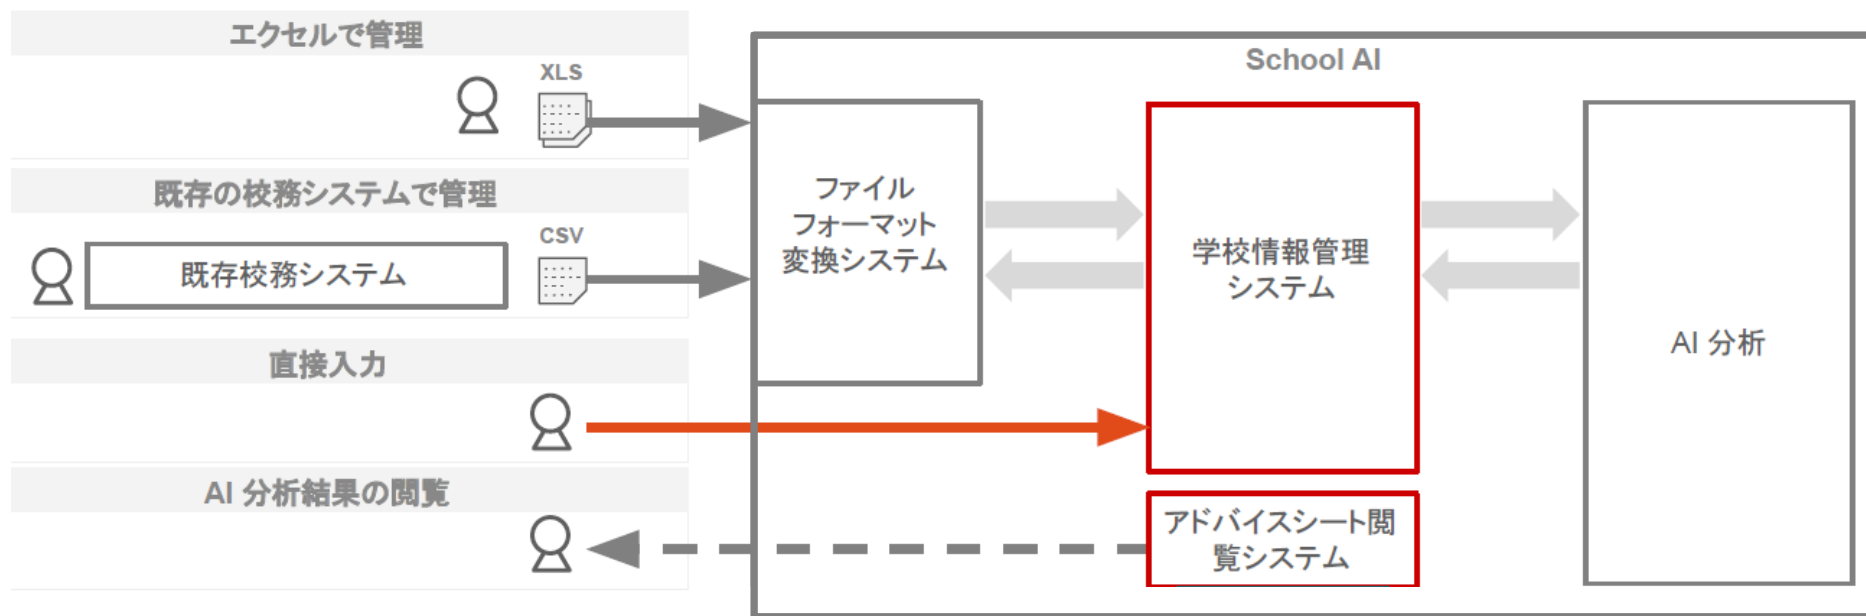 エクセルで管理
XLS
既存の校務システムで管理
既存校務システム
CSV
直接入力
AI 分析結果の閲覧
School AI
ファイル
フォーマット
変換システム
学校情報管理
システム
アドバイスシート閲
覧システム
AI 分析